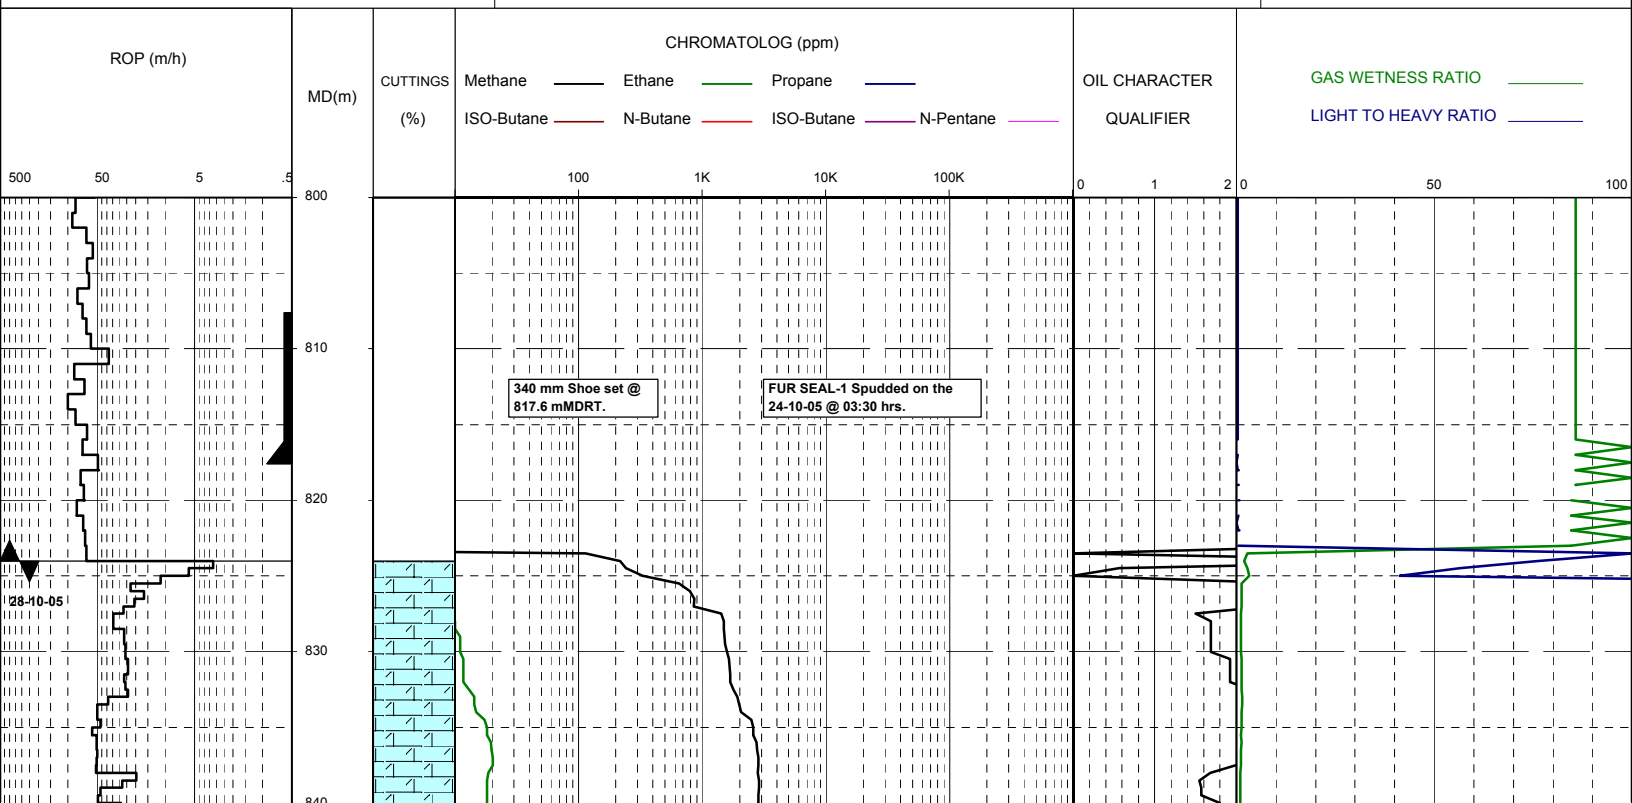 ROP (m/h)
MD(m)
CUTTINGS
(%)
CHROMATOLOG (ppm)
Methane Ethane Propane
ISO-Butane N-Butane ISO-Butane N-Pentane
OIL CHARACTER
QUALIFIER
GAS WETNESS RATIO
LIGHT TO HEAVY RATIO
500 50 5 .5
100 1K 10K 100K
0 1 2
0 50 100
800
810
340 mm Shoe set @
817.6 mMDRT.
FUR SEAL-1 Spudded on the
24-10-05 @ 03:30 hrs.
820
28-10-05
830
840